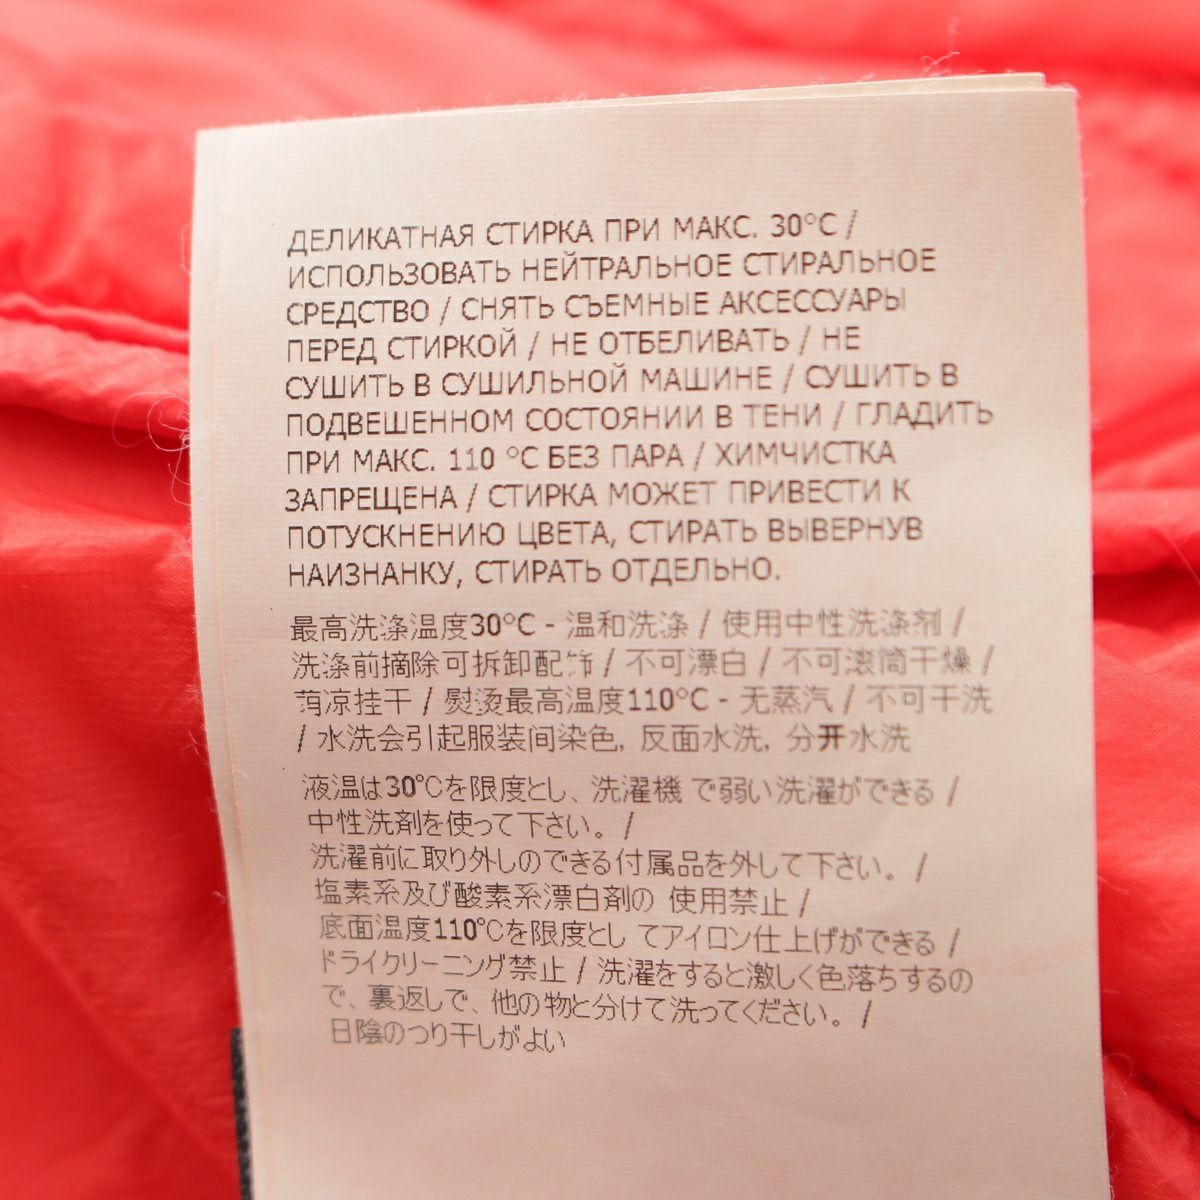 ДЕЛИКАТНАЯ СТИРКА ПРИ МАКС. 30°C /
ИСПОЛЬЗОВАТЬ НЕЙТРАЛЬНОЕ СТИРАЛЬНОЕ
СРЕДСТВО / СНЯТЬ СЪЕМНЫЕ АКСЕССУАРЫ
ПЕРЕД СТИРКОЙ / НЕ ОТБЕЛИВАТЬ / НЕ
СУШИТЬ В СУШИЛЬНОЙ МАШИНЕ / СУШИТЬ В
ПОДВЕШЕННОМ СОСТОЯНИИ В ТЕНИ / ГЛАДИТЬ
ПРИ МАКС. 110 °C БЕЗ ПАРА / ХИМЧИСТКА
ЗАПРЕЩЕНА / СТИРКА МОЖЕТ ПРИВЕСТИ К
ПОТУСКНЕНИЮ ЦВЕТА, СТИРАТЬ ВЫВЕРНУВ
НАИЗНАНКУ, СТИРАТЬ ОТДЕЛЬНО.
最高洗涤温度30°C - 温和洗涤 / 使用中性洗涤剂 /
洗涤前摘除可拆卸配饰 / 不可漂白 / 不可滚筒干燥 /
荫凉挂干 / 熨烫最高温度110°C - 无蒸汽 / 不可干洗
/ 水洗会引起服装间染色, 反面水洗, 分开水洗
液温は30℃を限度とし、洗濯機 で弱い洗濯ができる /
中性洗剤を使って下さい。 /
洗濯前に取り外しのできる付属品を外して下さい。 /
塩素系及び酸素系漂白剤の 使用禁止 /
底面温度110℃を限度とし てアイロン仕上げができる /
ドライクリーニング禁止 / 洗濯をすると激しく色落ちするの
で、裏返しで、他の物と分けて洗ってください。 /
日陰のつり干しがよい